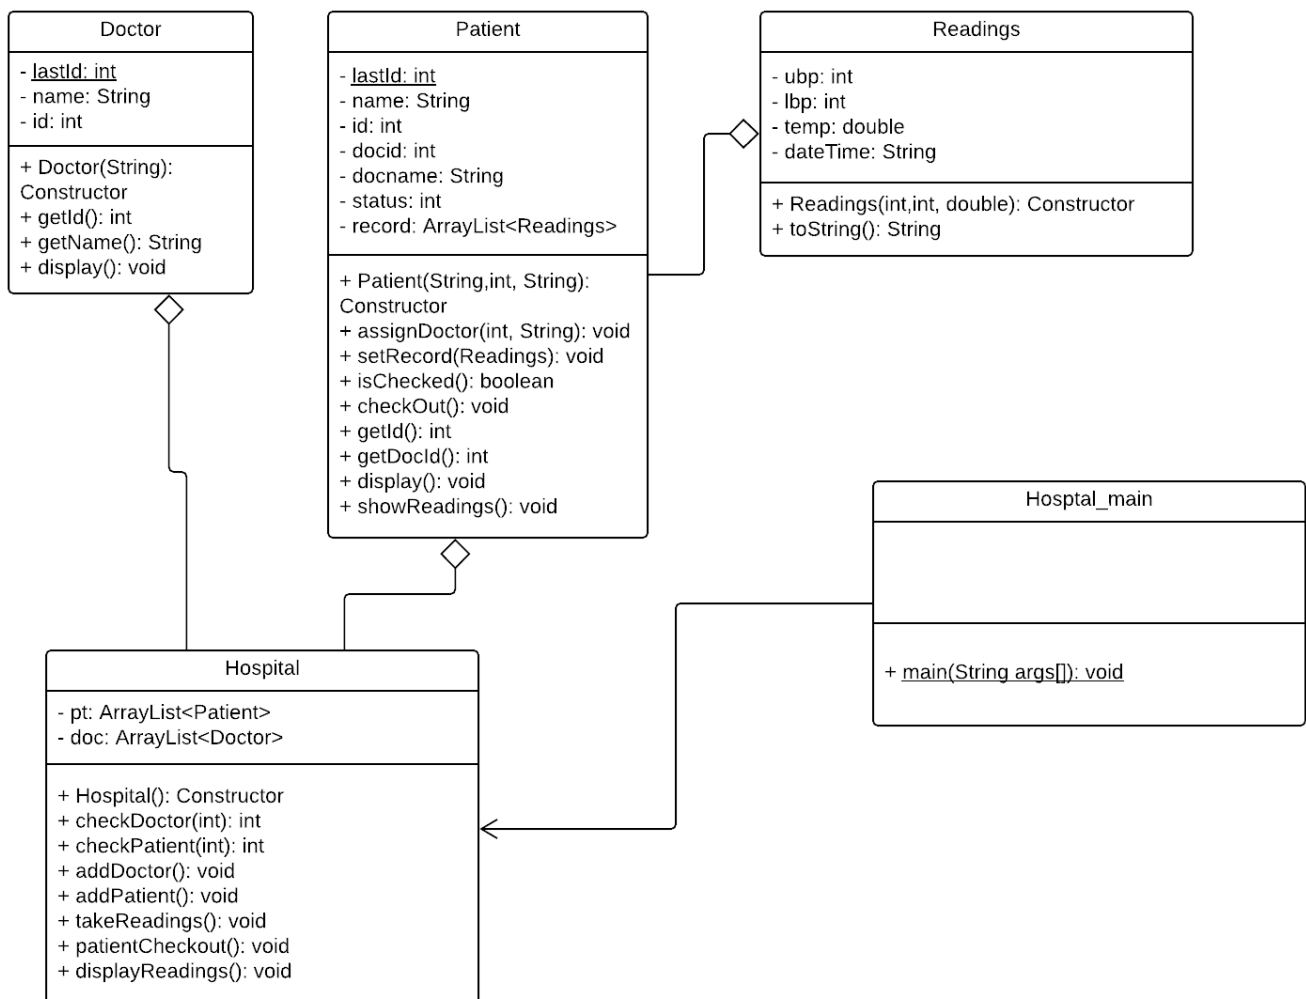 Doctor
- lastId: int
- name: String
- id: int
+ Doctor(String):
Constructor
+ getId(): int
+ getName(): String
+ display(): void
Patient
- lastId: int
- name: String
- id: int
- docid: int
- docname: String
- status: int
- record: ArrayList<Readings>
+ Patient(String,int, String):
Constructor
+ assignDoctor(int, String): void
+ setRecord(Readings): void
+ isChecked(): boolean
+ checkOut(): void
+ getId(): int
+ getDocId(): int
+ display(): void
+ showReadings(): void
Readings
- ubp: int
- lbp: int
- temp: double
- dateTime: String
+ Readings(int,int, double): Constructor
+ toString(): String
Hosptal_main
+ main(String args[]): void
Hospital
- pt: ArrayList<Patient>
- doc: ArrayList<Doctor>
+ Hospital(): Constructor
+ checkDoctor(int): int
+ checkPatient(int): int
+ addDoctor(): void
+ addPatient(): void
+ takeReadings(): void
+ patientCheckout(): void
+ displayReadings(): void